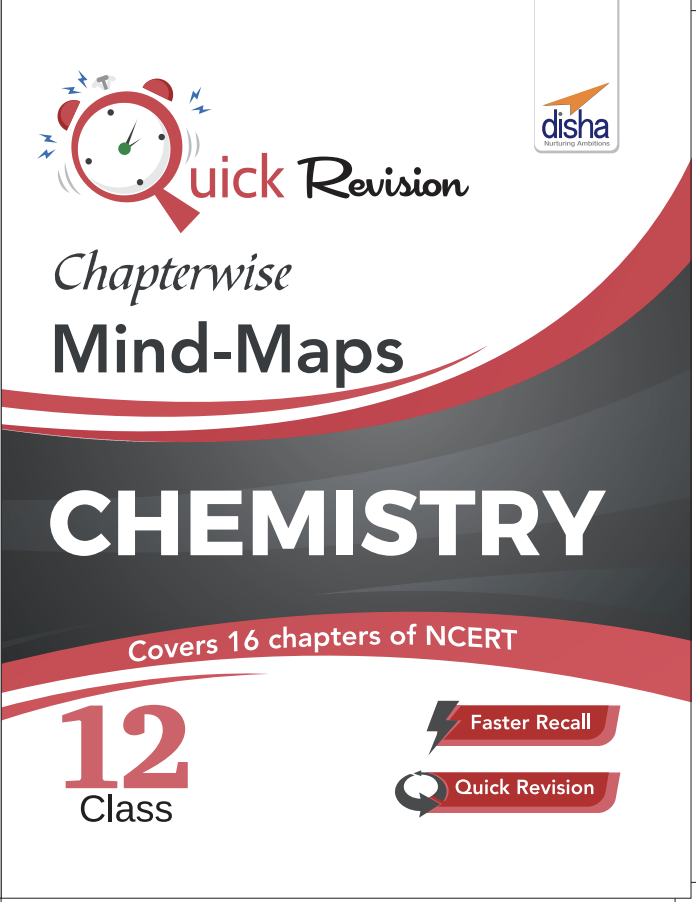 disha
Nurturing Ambitions
Quick Revision
Chapterwise
Mind-Maps
CHEMISTRY
Covers 16 chapters of NCERT
12
Class
Faster Recall
Quick Revision